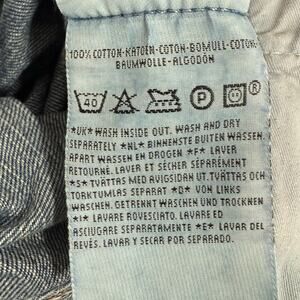 100% COTTON-KATOEN-COTON-BOMULL-COTON-
BAUMWOLLE-ALGODÓN
40 P ®
*UK* WASH INSIDE OUT. WASH AND DRY
SEPARATELY *NL* BINNENSTE BUITEN WASSEN.
APART WASSEN EN DROGEN *F* LAVER
RETOURNÉ. LAVER ET SÉCHER SÉPARÉMENT
*S* TVÄTTAS MED AVIGSIDAN UT. TVÄTTAS OCH
TORKTUMLAS SEPARAT *D* VON LINKS
WASCHEN. GETRENNT WASCHEN UND TROCKNEN
*I* LAVARE ROVESCIATO. LAVARE ED
ASCIUGARE SEPARATAMENTE *E* LAVAR DEL
REVÉS. LAVAR Y SECAR POR SEPARADO.